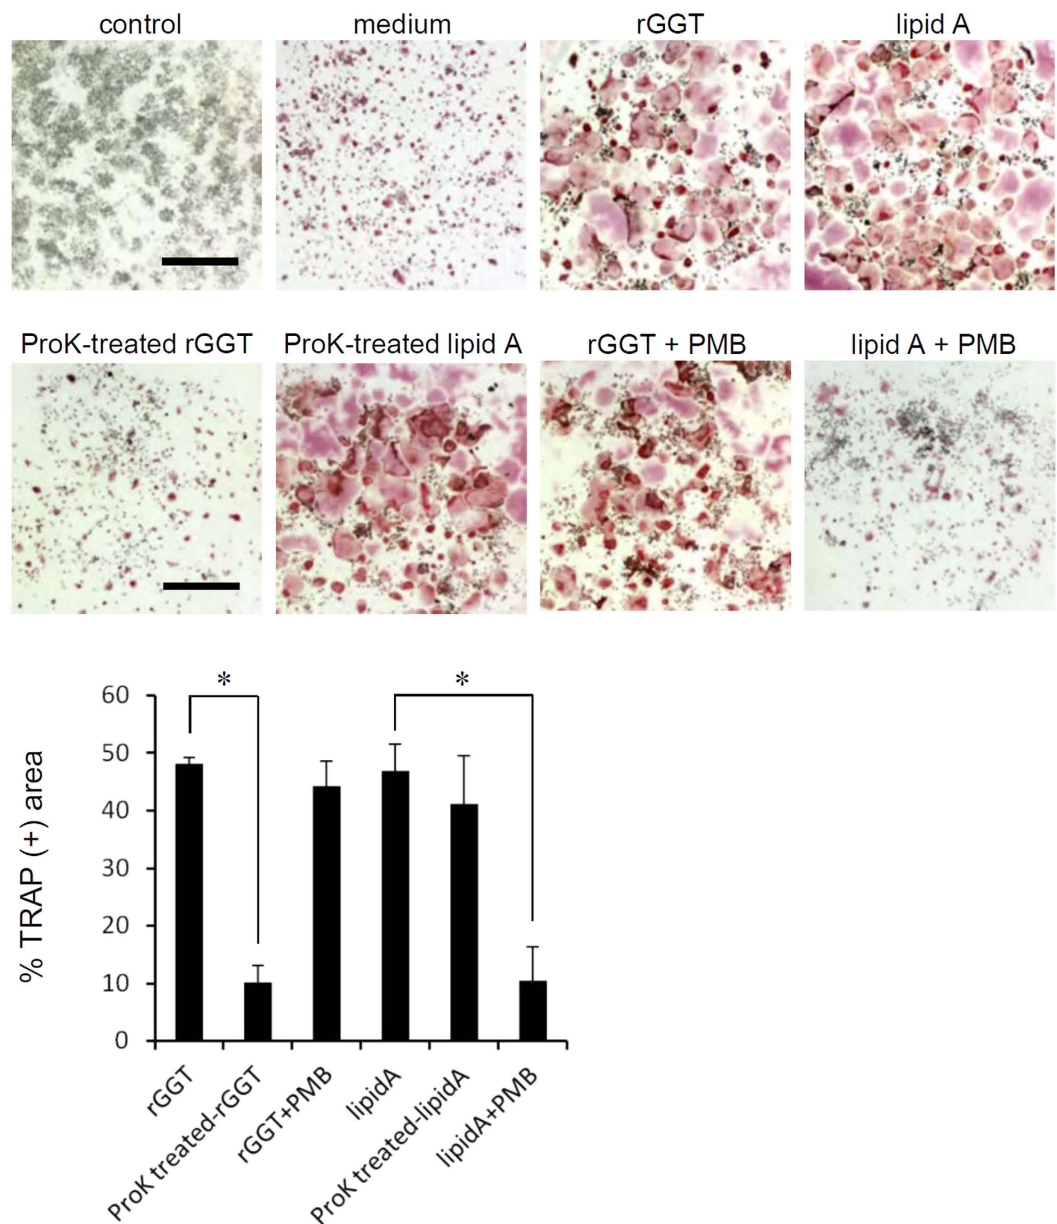 control medium rGGT lipid A
ProK-treated rGGT ProK-treated lipid A rGGT + PMB lipid A + PMB
* *
60
50
40
30
20
10
0
% TRAP (+) area
rGGT
ProK treated-rGGT
rGGT+PMB
lipidA
ProK treated-lipidA
lipidA+PMB